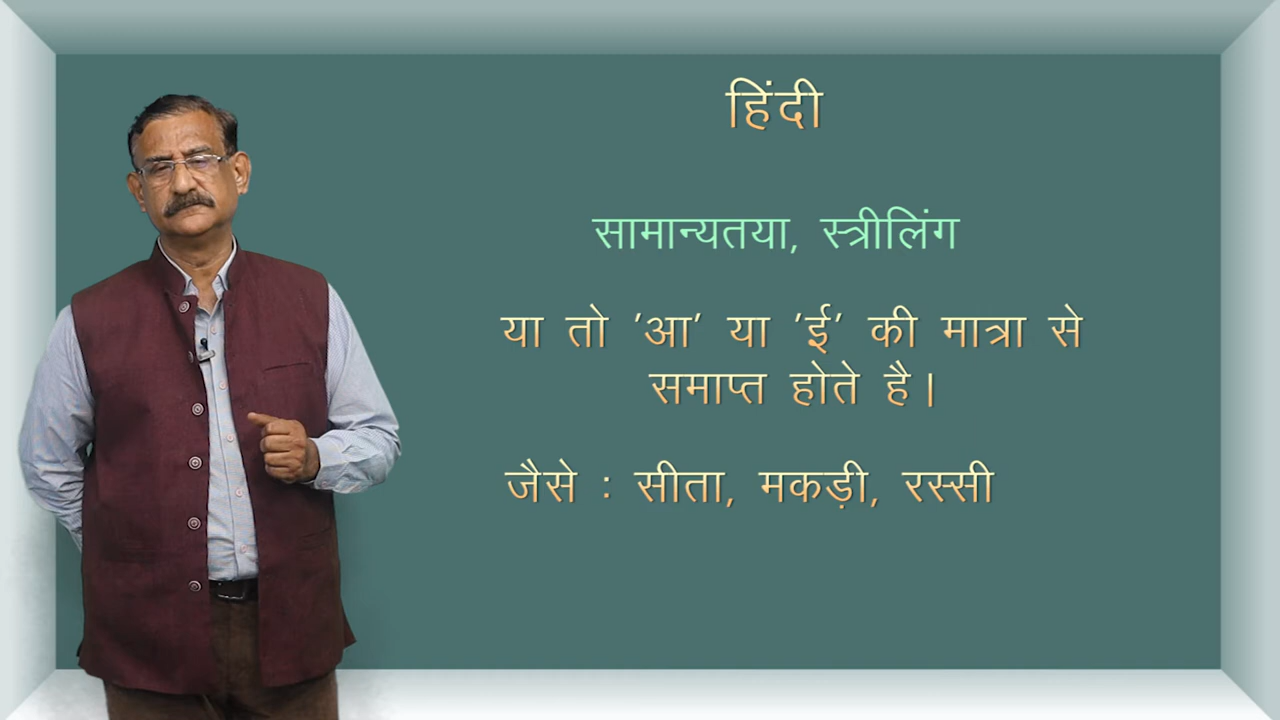 हिंदी
सामान्यतया, स्त्रीलिंग
या तो 'आ' या 'ई' की मात्रा से
समाप्त होते है।
जैसे : सीता, मकड़ी, रस्सी